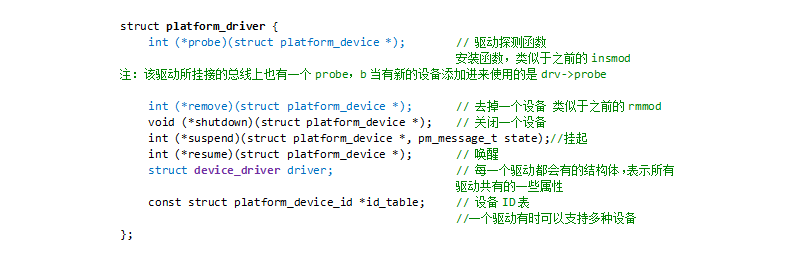 struct platform_driver {
int (*probe)(struct platform_device *); // 驱动探测函数
安装函数，类似于之前的 insmod
注：该驱动所挂接的总线上也有一个 probe，b 当有新的设备添加进来使用的是 drv->probe
int (*remove)(struct platform_device *); // 去掉一个设备 类似于之前的 rmmod
void (*shutdown)(struct platform_device *); // 关闭一个设备
int (*suspend)(struct platform_device *, pm_message_t state);//挂起
int (*resume)(struct platform_device *); // 唤醒
struct device_driver driver; // 每一个驱动都会有的结构体，表示所有
驱动共有的一些属性
const struct platform_device_id *id_table; // 设备 ID 表
//一个驱动有时可以支持多种设备
};